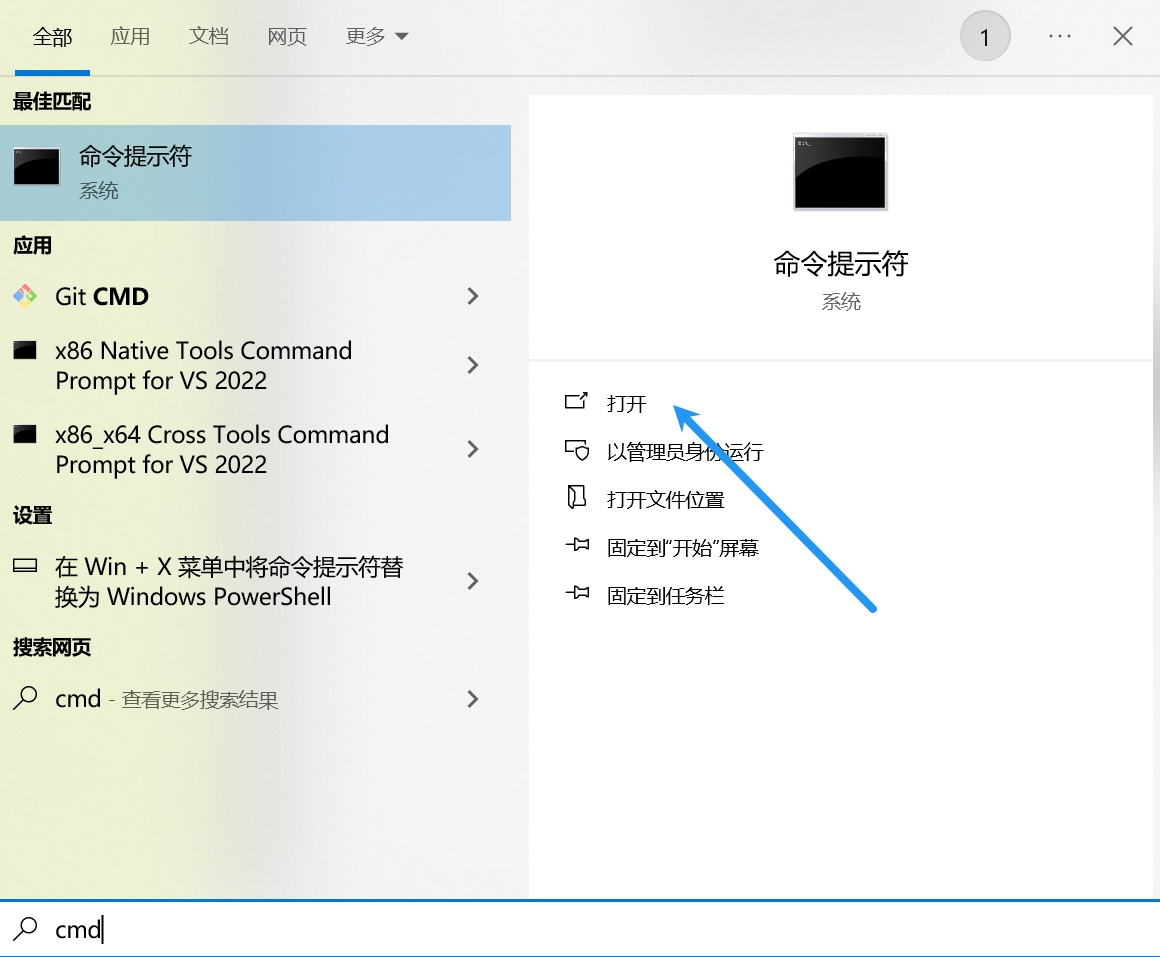 全部 应用 文档 网页 更多 1
最佳匹配
命令提示符
系统
应用
Git CMD
x86 Native Tools Command
Prompt for VS 2022
x86_x64 Cross Tools Command
Prompt for VS 2022
设置
在 Win + X 菜单中将命令提示符替
换为 Windows PowerShell
搜索网页
cmd - 查看更多搜索结果
命令提示符
系统
打开
以管理员身份运行
打开文件位置
固定到"开始"屏幕
固定到任务栏
cmd